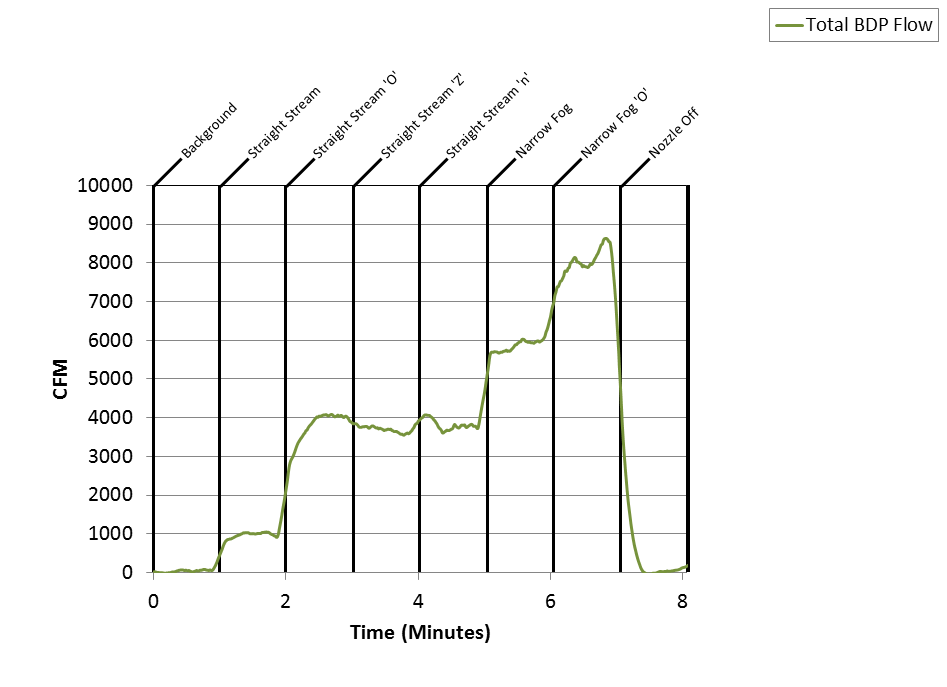 Total BDP Flow
Background
Straight Stream
Straight Stream 'O'
Straight Stream 'Z'
Straight Stream 'n'
Narrow Fog
Narrow Fog 'O'
Nozzle Off
10000
9000
8000
7000
6000
5000
4000
3000
2000
1000
0
CFM
0 2 4 6 8
Time (Minutes)